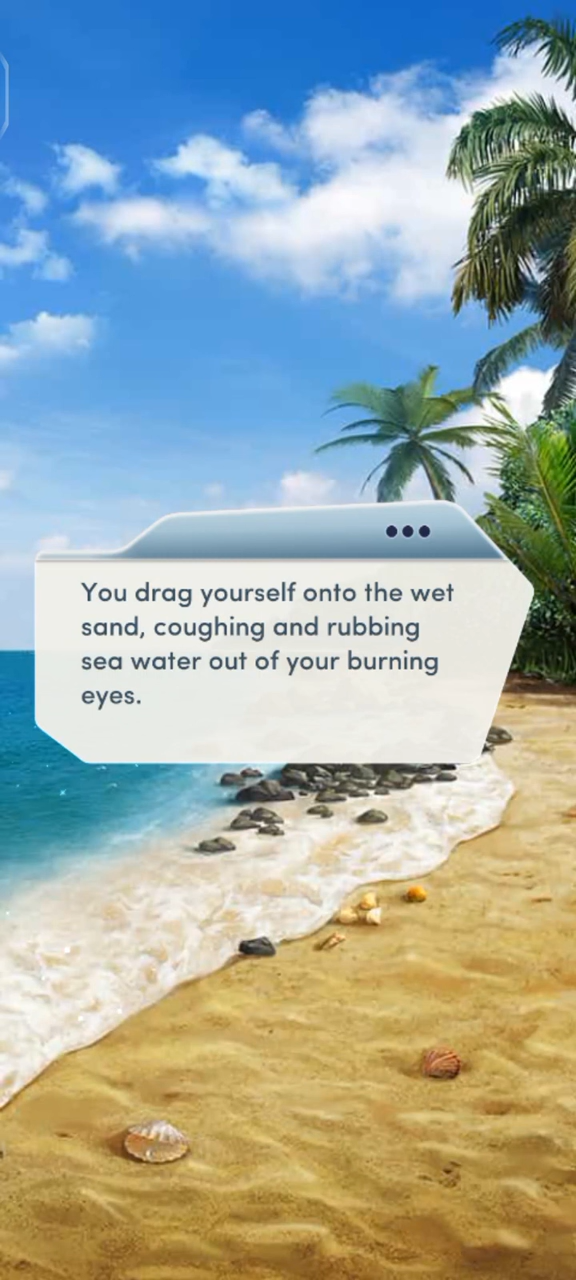 You drag yourself onto the wet
sand, coughing and rubbing
sea water out of your burning
eyes.